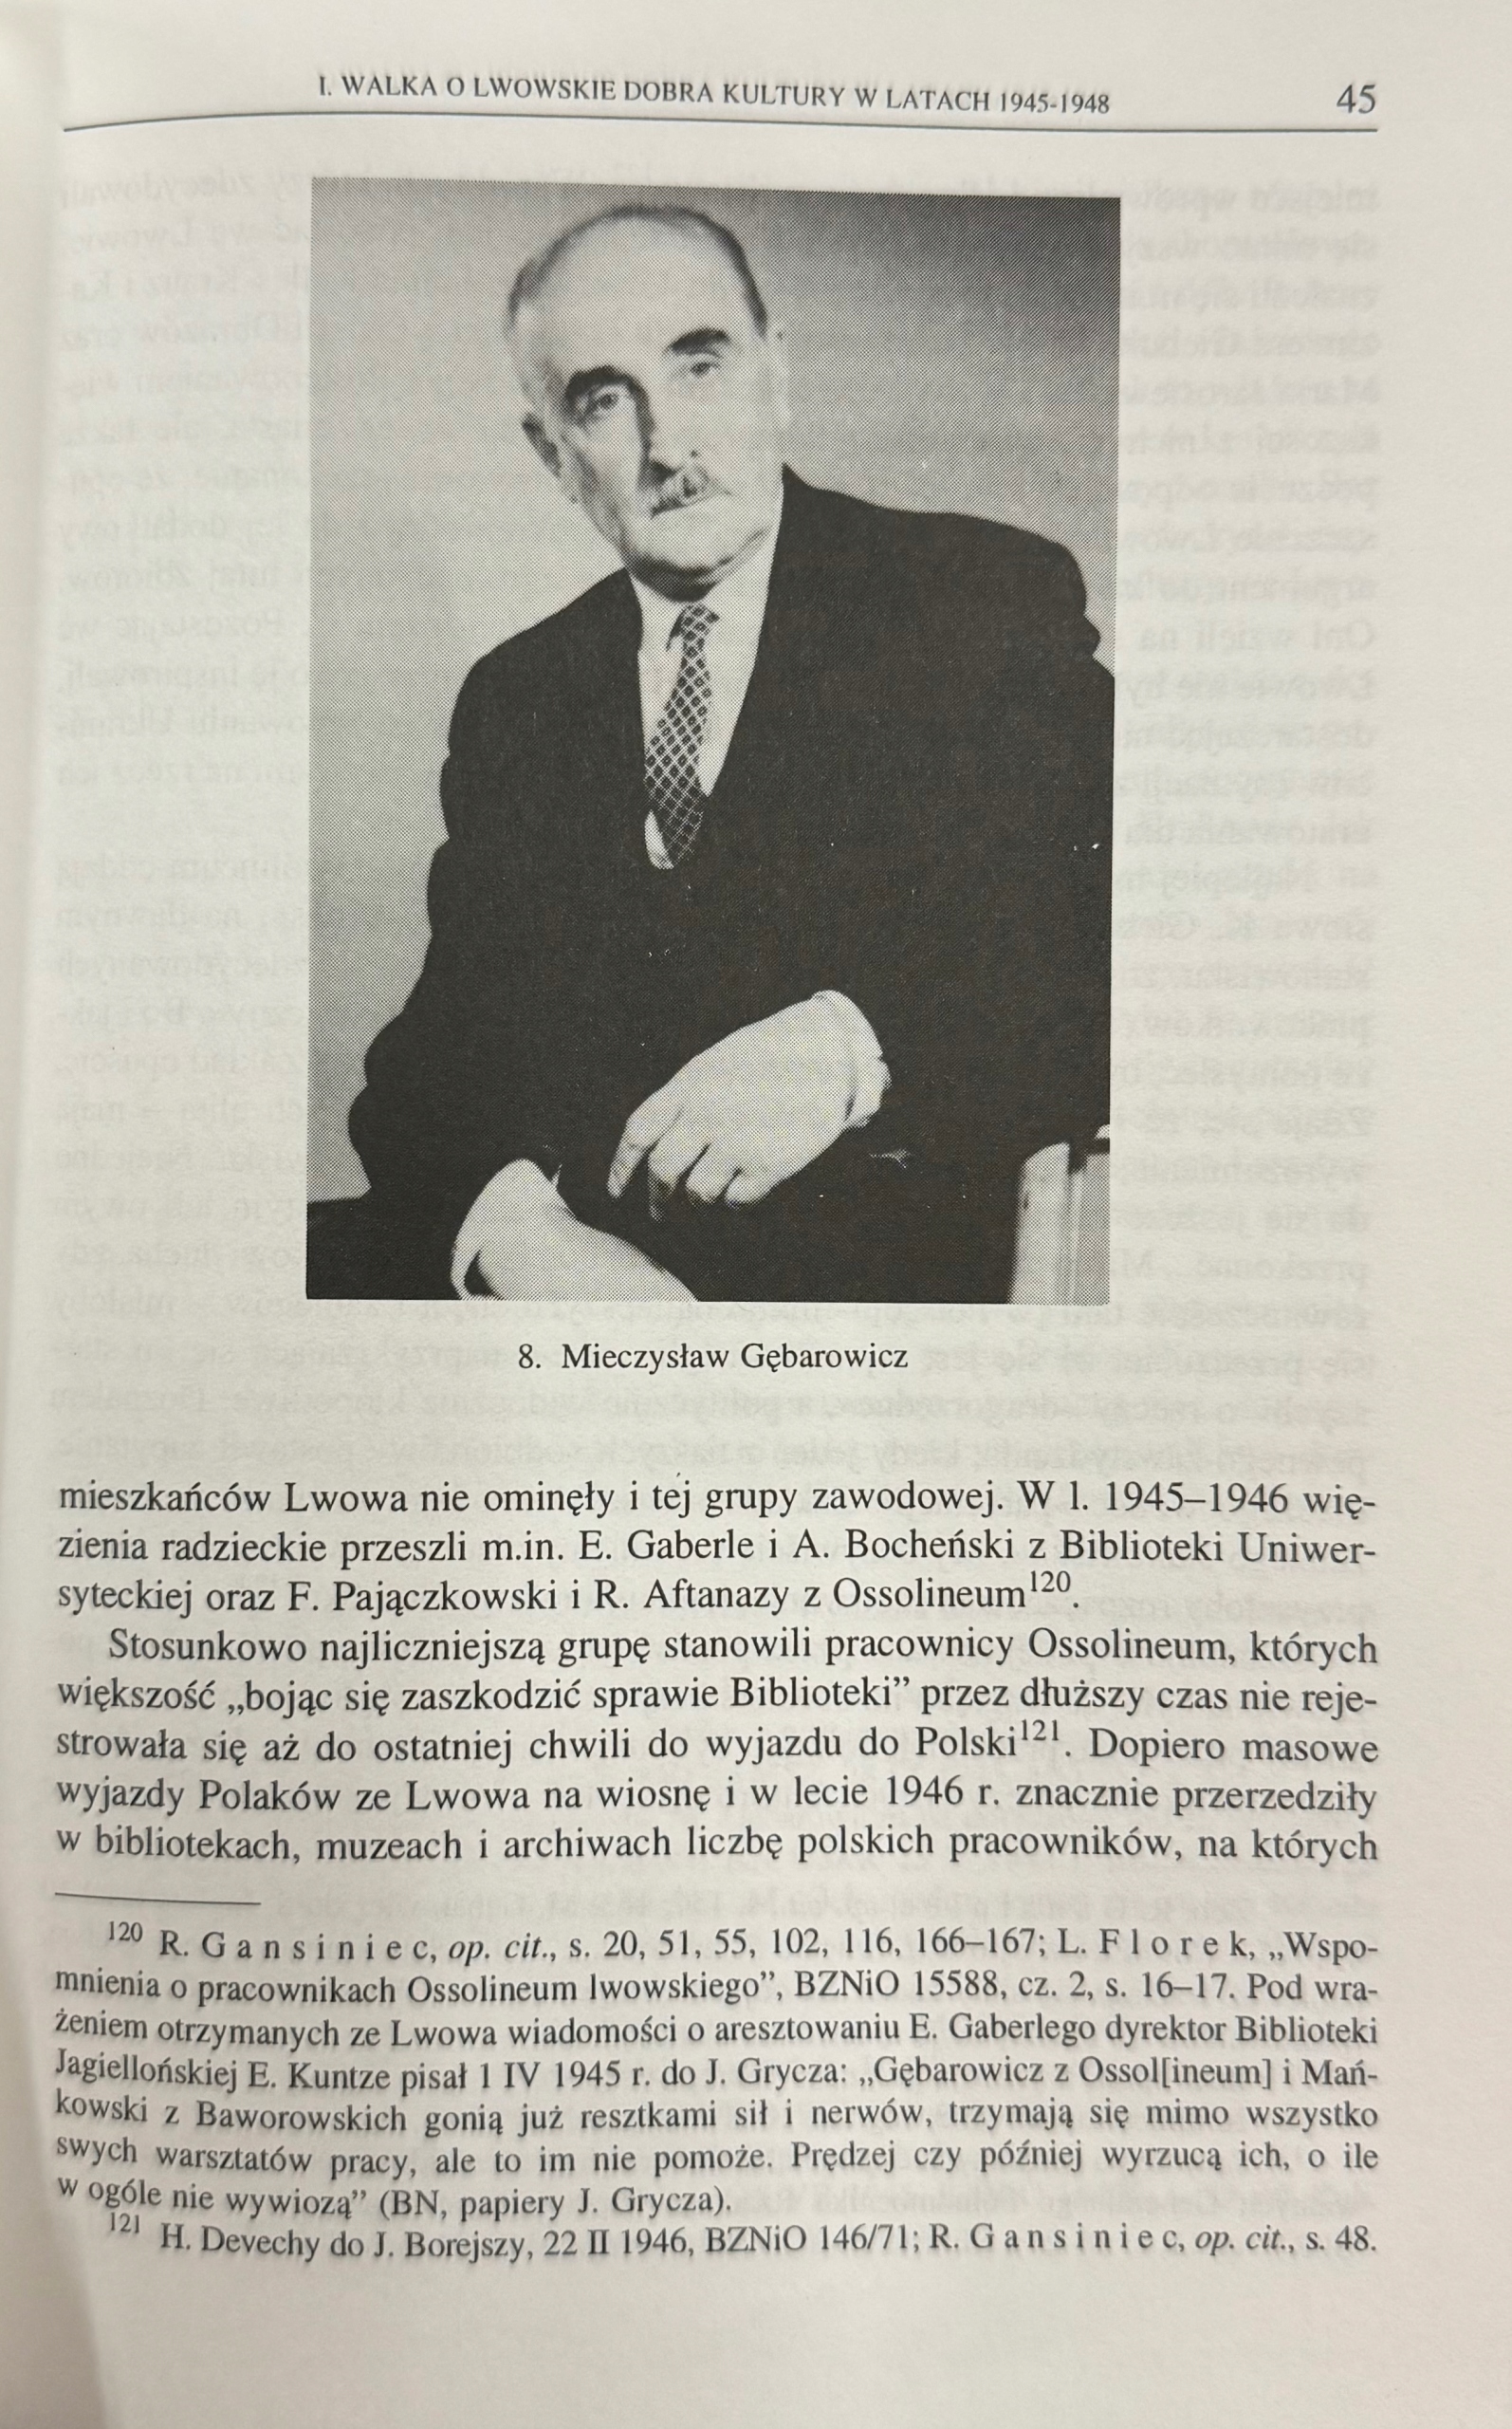 I. WALKA O LWOWSKIE DOBRA KULTURY W LATACH 1945-1948
45
8. Mieczysław Gębarowicz
mieszkańców Lwowa nie ominęły i tej grupy zawodowej. W l. 1945–1946 wię-
zienia radzieckie przeszli m.in. E. Gaberle i A. Bocheński z Biblioteki Uniwer-
syteckiej oraz F. Pajączkowski i R. Aftanazy z Ossolineum¹²⁰.
Stosunkowo najliczniejszą grupę stanowili pracownicy Ossolineum, których
większość „bojąc się zaszkodzić sprawie Biblioteki” przez dłuższy czas nie reje-
strowała się aż do ostatniej chwili do wyjazdu do Polski¹²¹. Dopiero masowe
wyjazdy Polaków ze Lwowa na wiosnę i w lecie 1946 r. znacznie przerzedziły
w bibliotekach, muzeach i archiwach liczbę polskich pracowników, na których
¹²⁰ R. Gansiniec, op. cit., s. 20, 51, 55, 102, 116, 166–167; L. Florek, „Wspo-
mnienia o pracownikach Ossolineum lwowskiego”, BZNiO 15588, cz. 2, s. 16–17. Pod wra-
żeniem otrzymanych ze Lwowa wiadomości o aresztowaniu E. Gaberlego dyrektor Biblioteki
Jagiellońskiej E. Kuntze pisał 1 IV 1945 r. do J. Grycza: „Gębarowicz z Ossol[ineum] i Mań-
kowski z Baworowskich gonią już resztkami sił i nerwów, trzymają się mimo wszystko
swych warsztatów pracy, ale to im nie pomoże. Prędzej czy później wyrzucą ich, o ile
w ogóle nie wywiozą” (BN, papiery J. Grycza).
¹²¹ H. Devechy do J. Borejszy, 22 II 1946, BZNiO 146/71; R. Gansiniec, op. cit., s. 48.